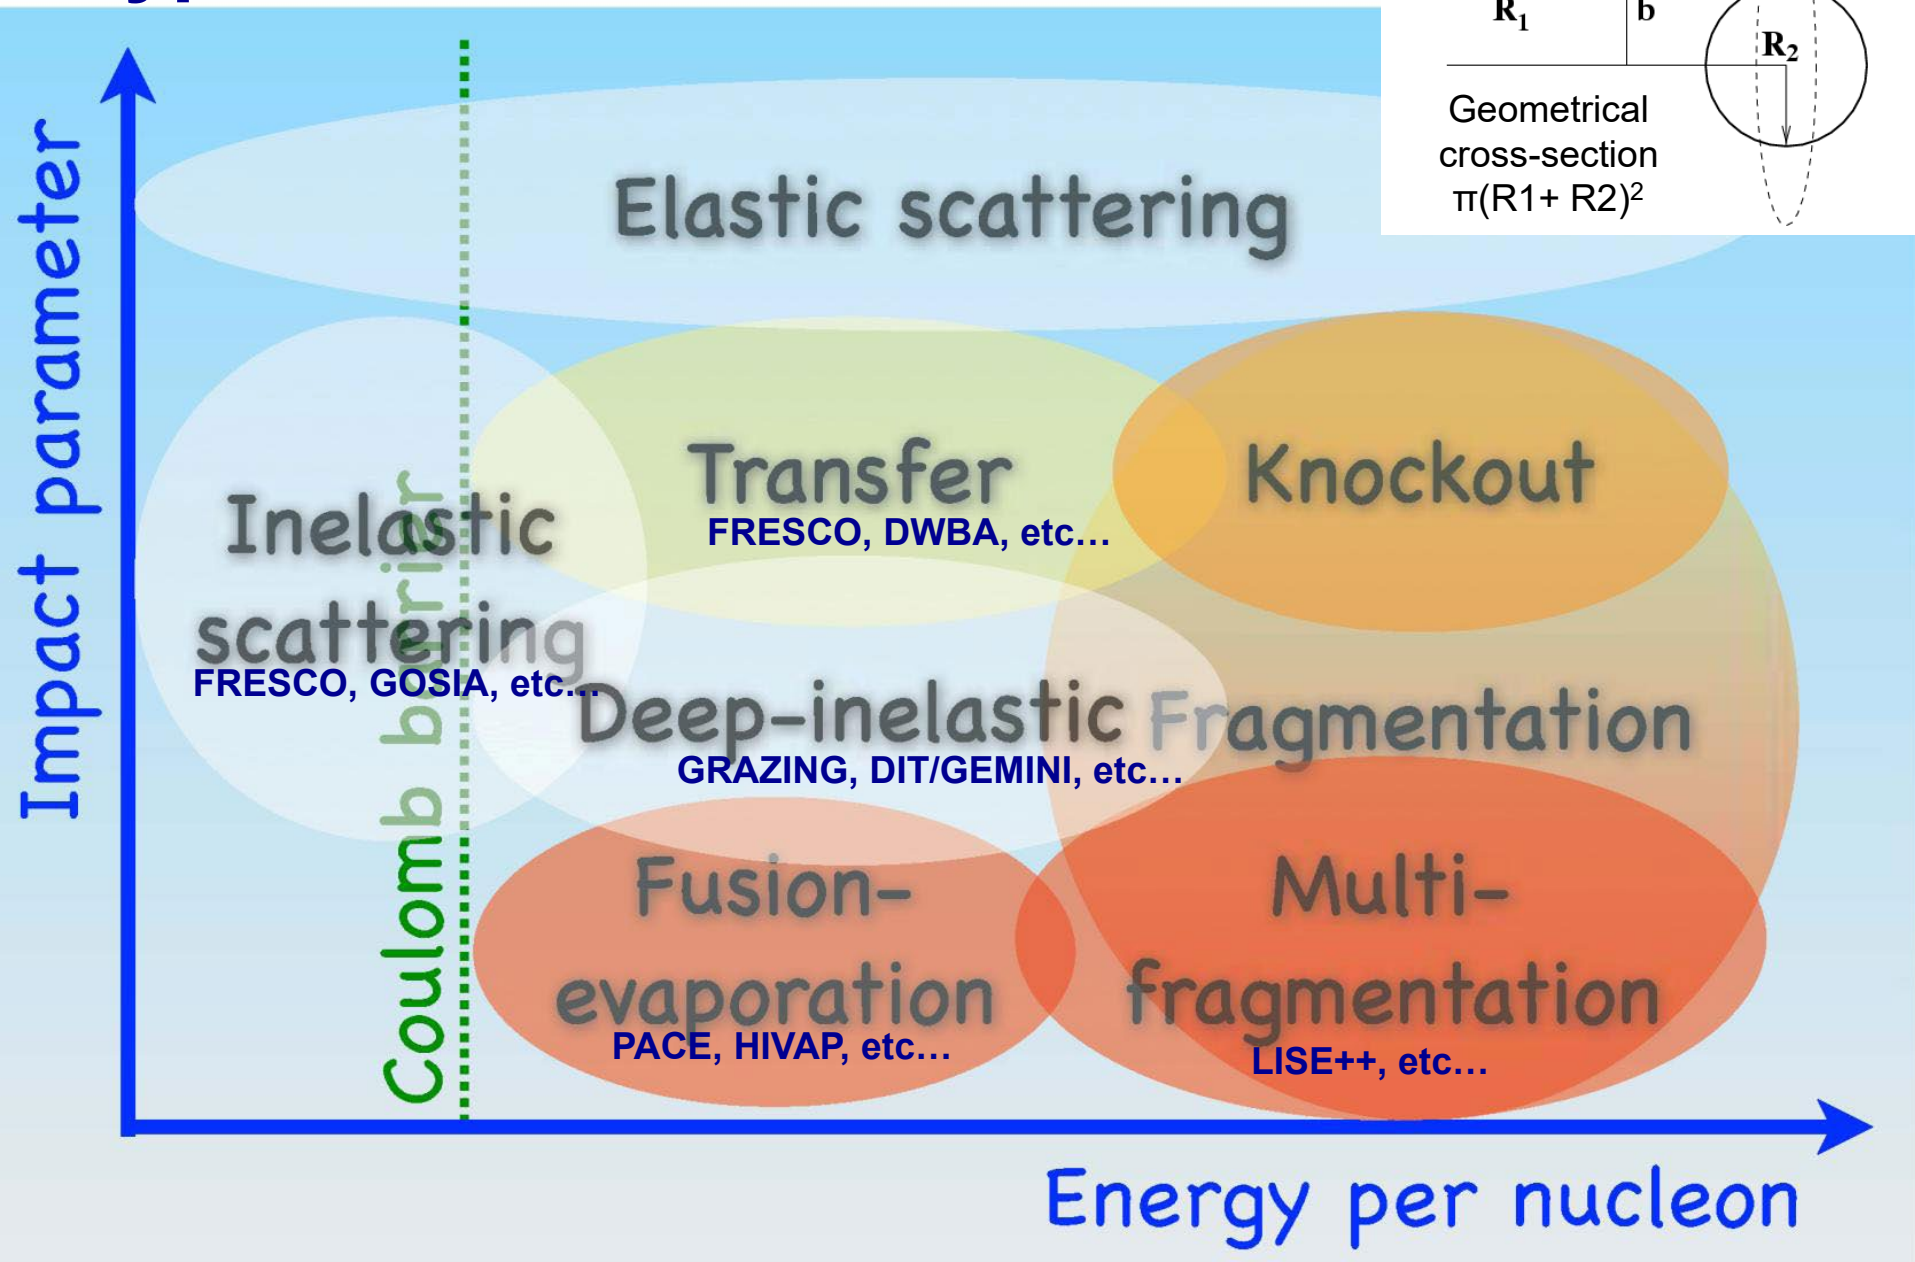 R1
b
R2
Geometrical
cross-section
π(R1+ R2)²
Impact parameter
Coulomb barrier
Elastic scattering
Transfer
FRESCO, DWBA, etc…
Knockout
Inelastic
scattering
FRESCO, GOSIA, etc…
Deep-inelastic
GRAZING, DIT/GEMINI, etc…
Fragmentation
Fusion-
evaporation
PACE, HIVAP, etc…
Multi-
fragmentation
LISE++, etc…
Energy per nucleon